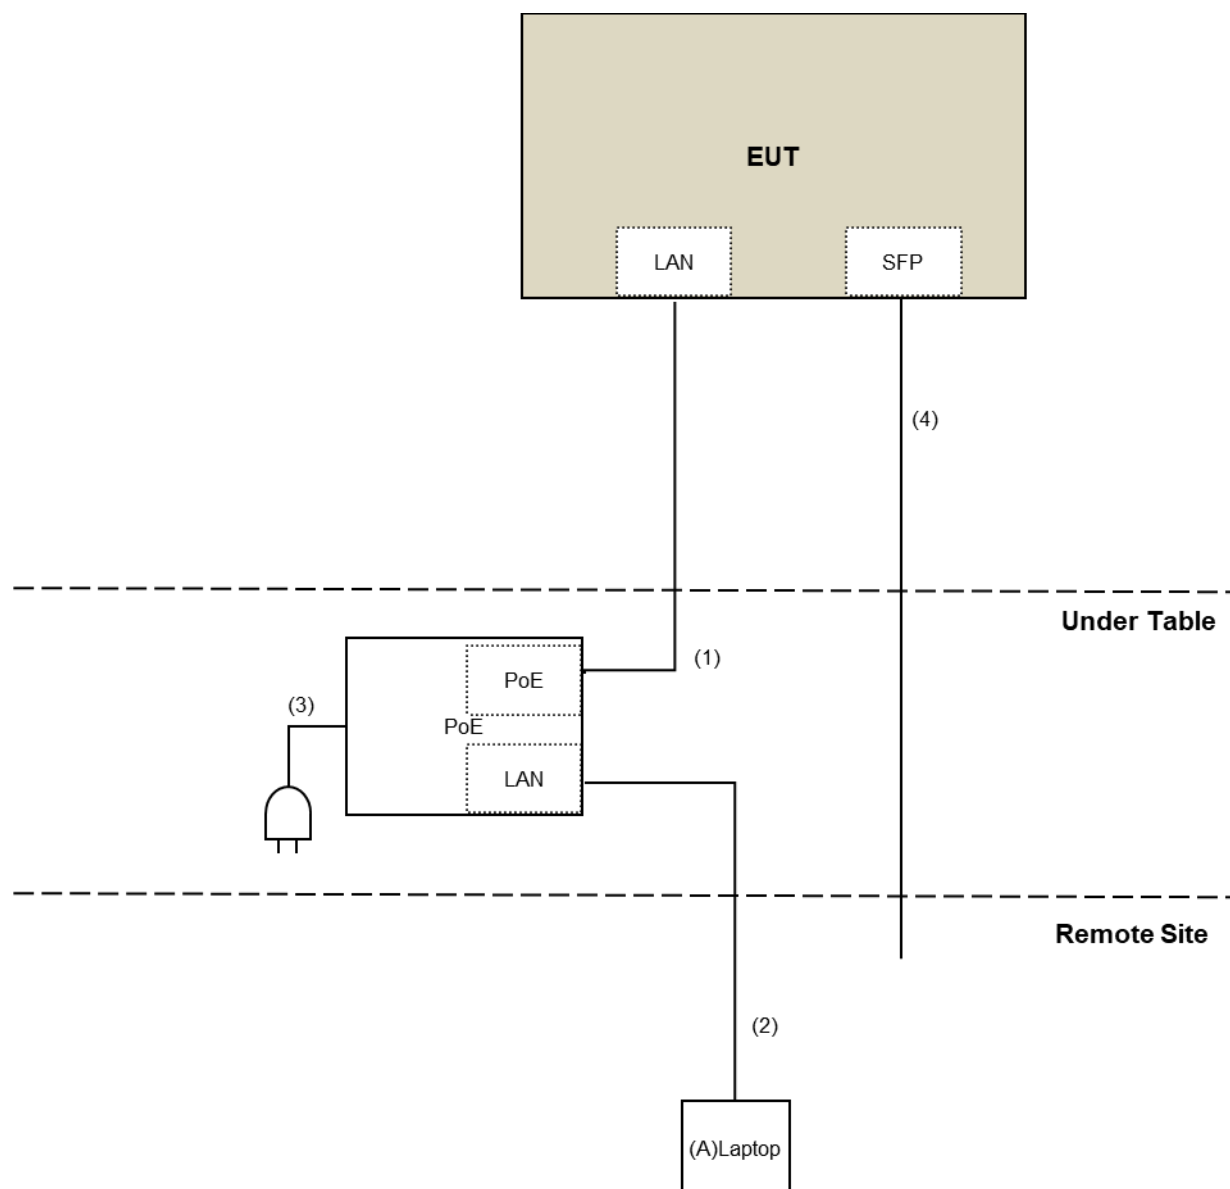 EUT
LAN
SFP
(4)
Under Table
(1)
PoE
(3)
PoE
LAN
Remote Site
(2)
(A)Laptop